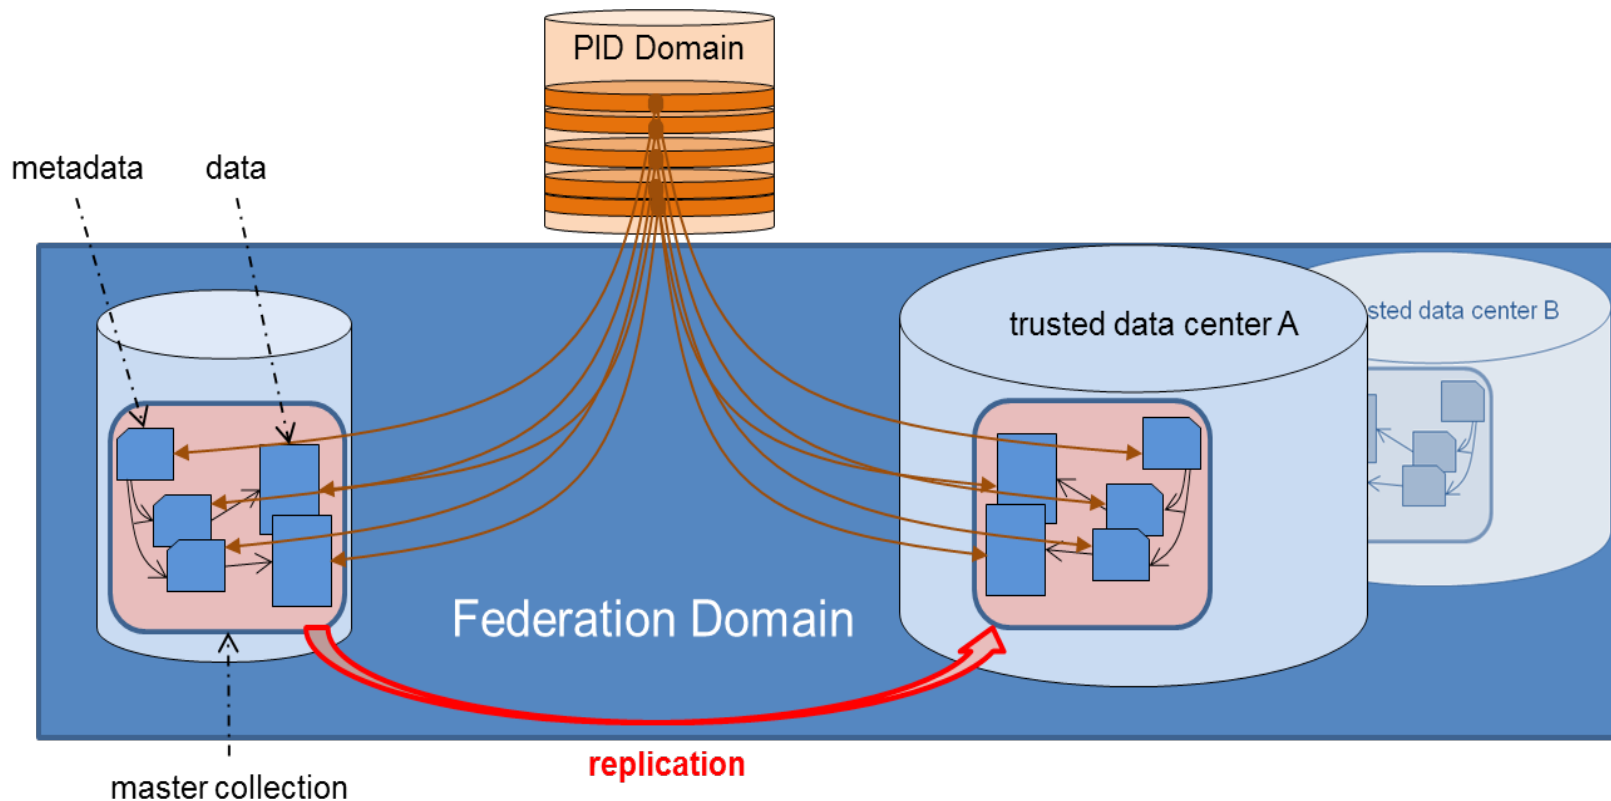 PID Domain
metadata
data
trusted data center A
sted data center B
Federation Domain
replication
master collection